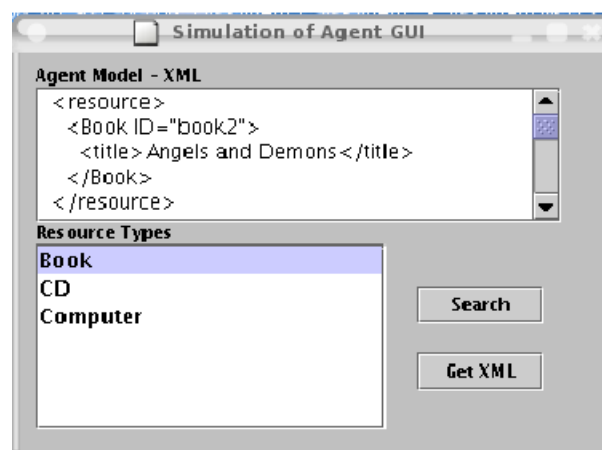 Simulation of Agent GUI
Agent Model - XML
<resource>
<Book ID="book2">
<title>Angels and Demons</title>
</Book>
</resource>
Resource Types
Book
CD
Computer
Search
Get XML